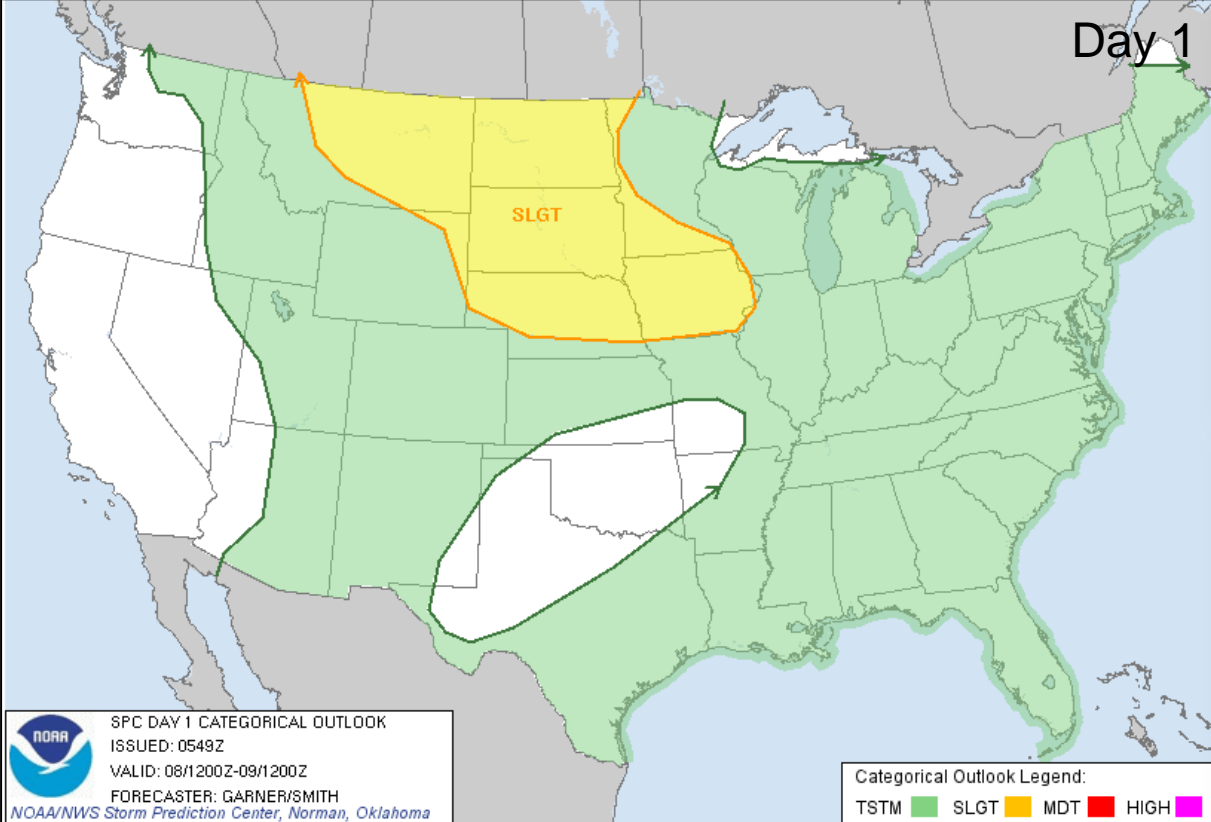 Day 1
SLGT
NOAA
SPC DAY 1 CATEGORICAL OUTLOOK
ISSUED: 0549Z
VALID: 08/1200Z-09/1200Z
FORECASTER: GARNER/SMITH
NOAA/NWS Storm Prediction Center, Norman, Oklahoma
Categorical Outlook Legend:
TSTM SLGT MDT HIGH